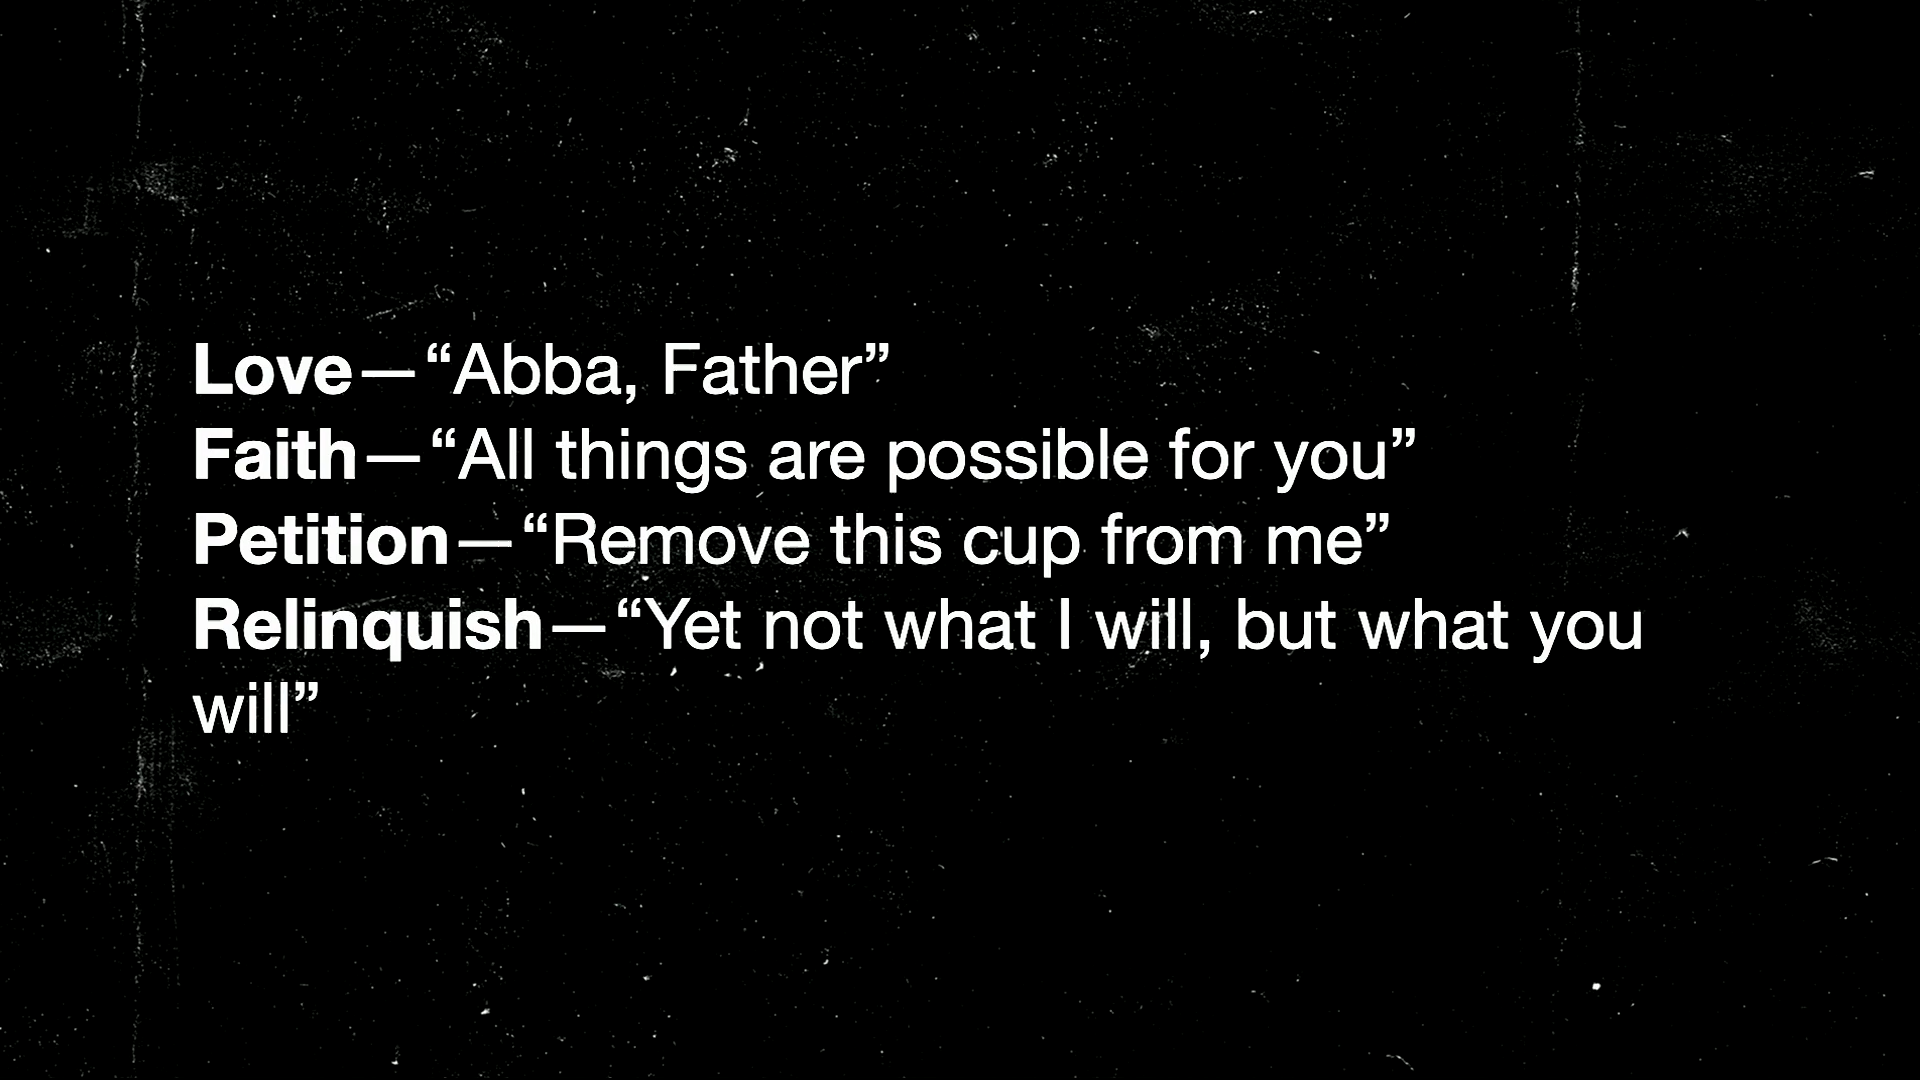 Love—“Abba, Father”
Faith—“All things are possible for you”
Petition—“Remove this cup from me”
Relinquish—“Yet not what I will, but what you
will”